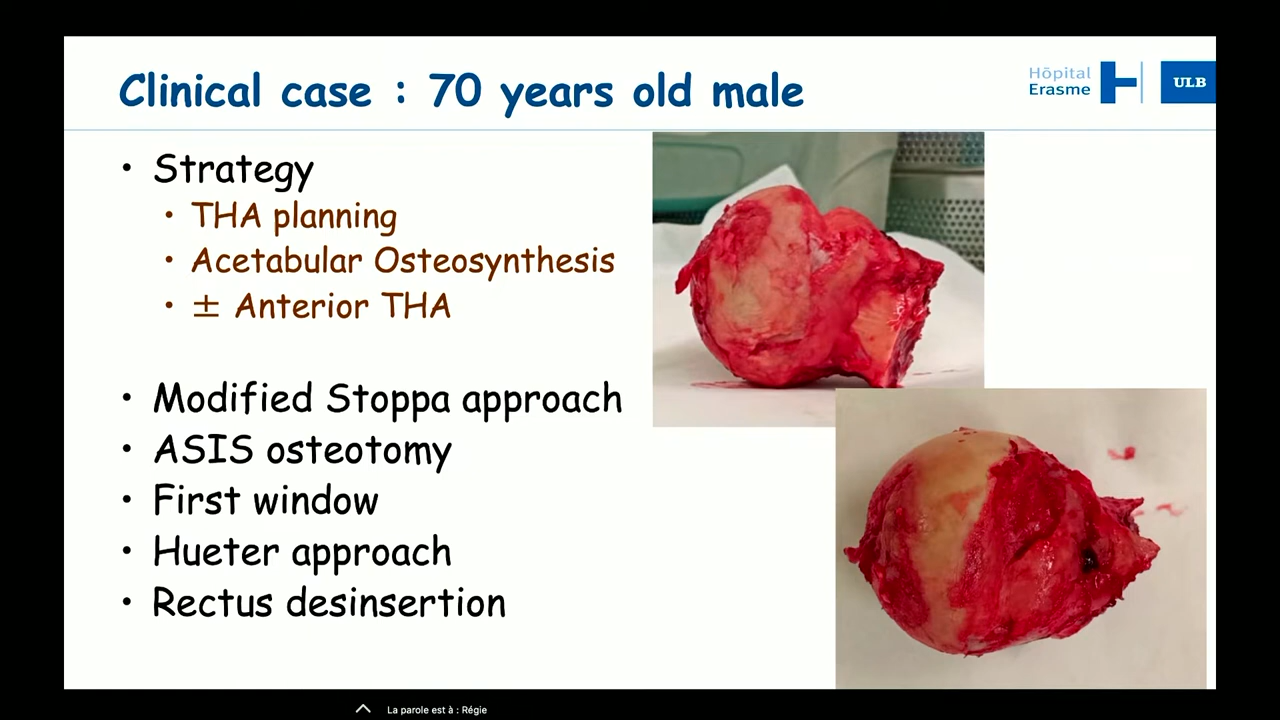 Clinical case : 70 years old male
Hôpital
Erasme
ULB
• Strategy
• THA planning
• Acetabular Osteosynthesis
• ± Anterior THA
• Modified Stoppa approach
• ASIS osteotomy
• First window
• Hueter approach
• Rectus desinsertion
La parole est à : Régie